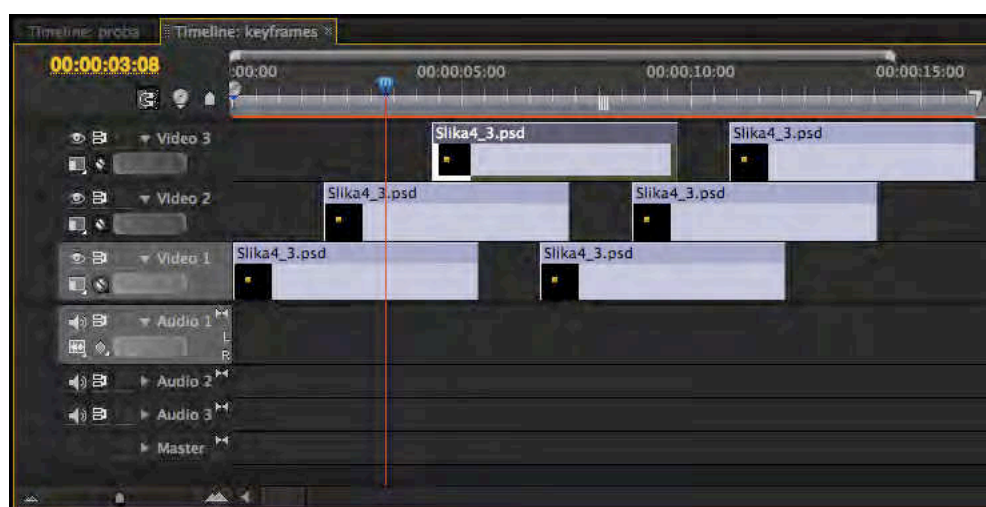 Timeline: proba Timeline: keyframes ×
00:00:03:08
:00:00 00:00:05:00 00:00:10:00 00:00:15:00
Video 3 Slika4_3.psd Slika4_3.psd
Video 2 Slika4_3.psd Slika4_3.psd
Video 1 Slika4_3.psd Slika4_3.psd
Audio 1
L
R
Audio 2
Audio 3
Master